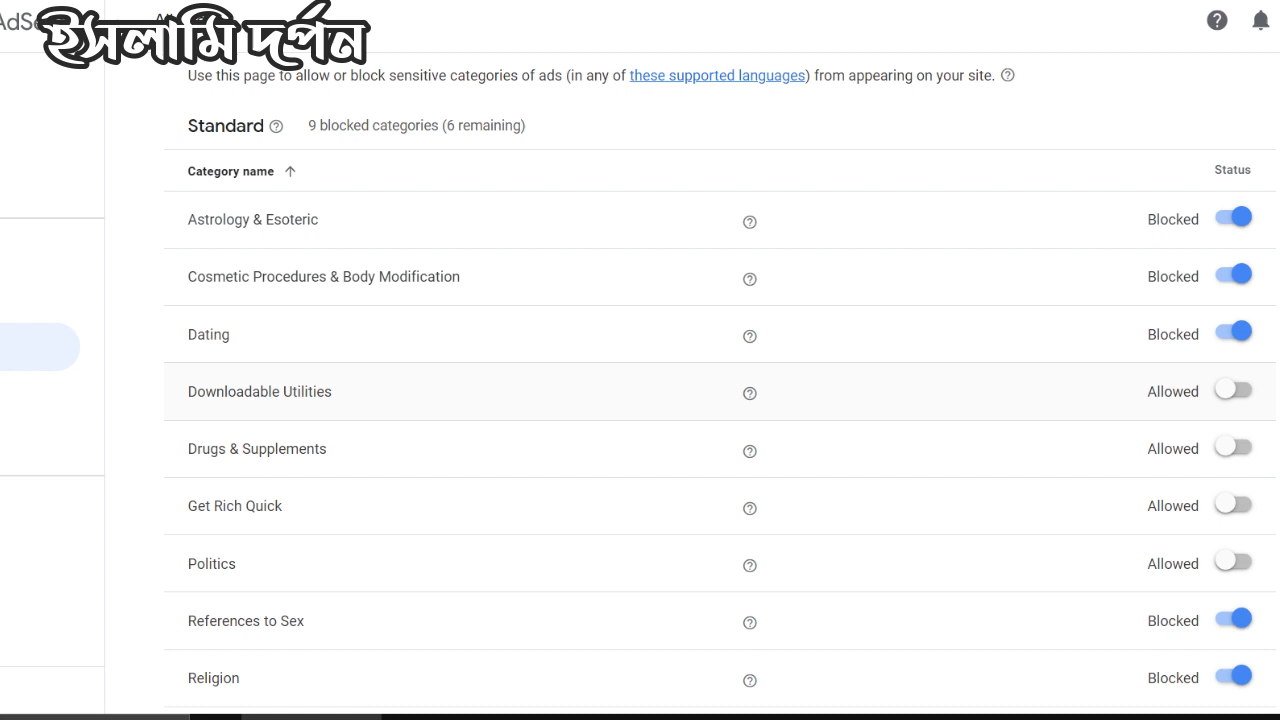 ইসলামি দর্পন
Use this page to allow or block sensitive categories of ads (in any of these supported languages) from appearing on your site.
Standard 9 blocked categories (6 remaining)
Category name Status
Astrology & Esoteric Blocked
Cosmetic Procedures & Body Modification Blocked
Dating Blocked
Downloadable Utilities Allowed
Drugs & Supplements Allowed
Get Rich Quick Allowed
Politics Allowed
References to Sex Blocked
Religion Blocked